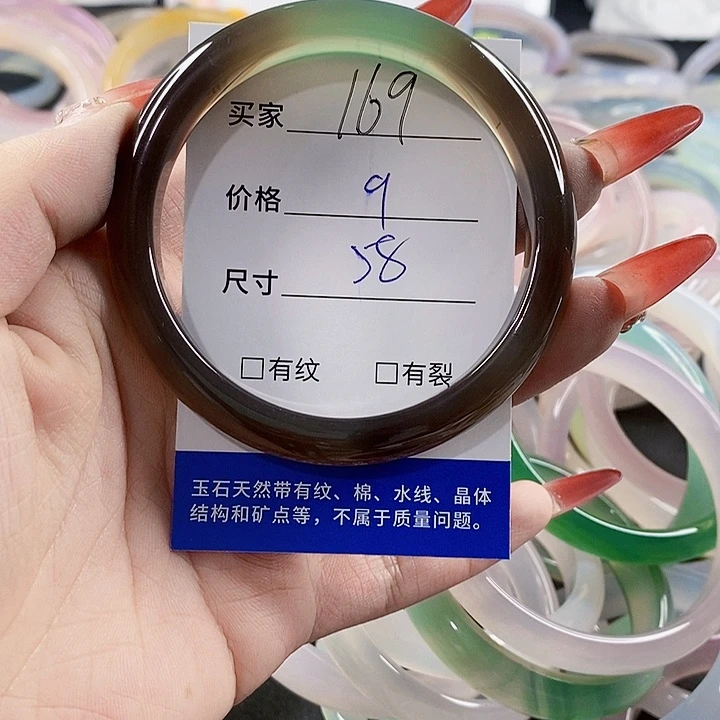 买家 169
价格 9
尺寸 58
□有纹 □有裂
玉石天然带有纹、棉、水线、晶体
结构和矿点等，不属于质量问题。